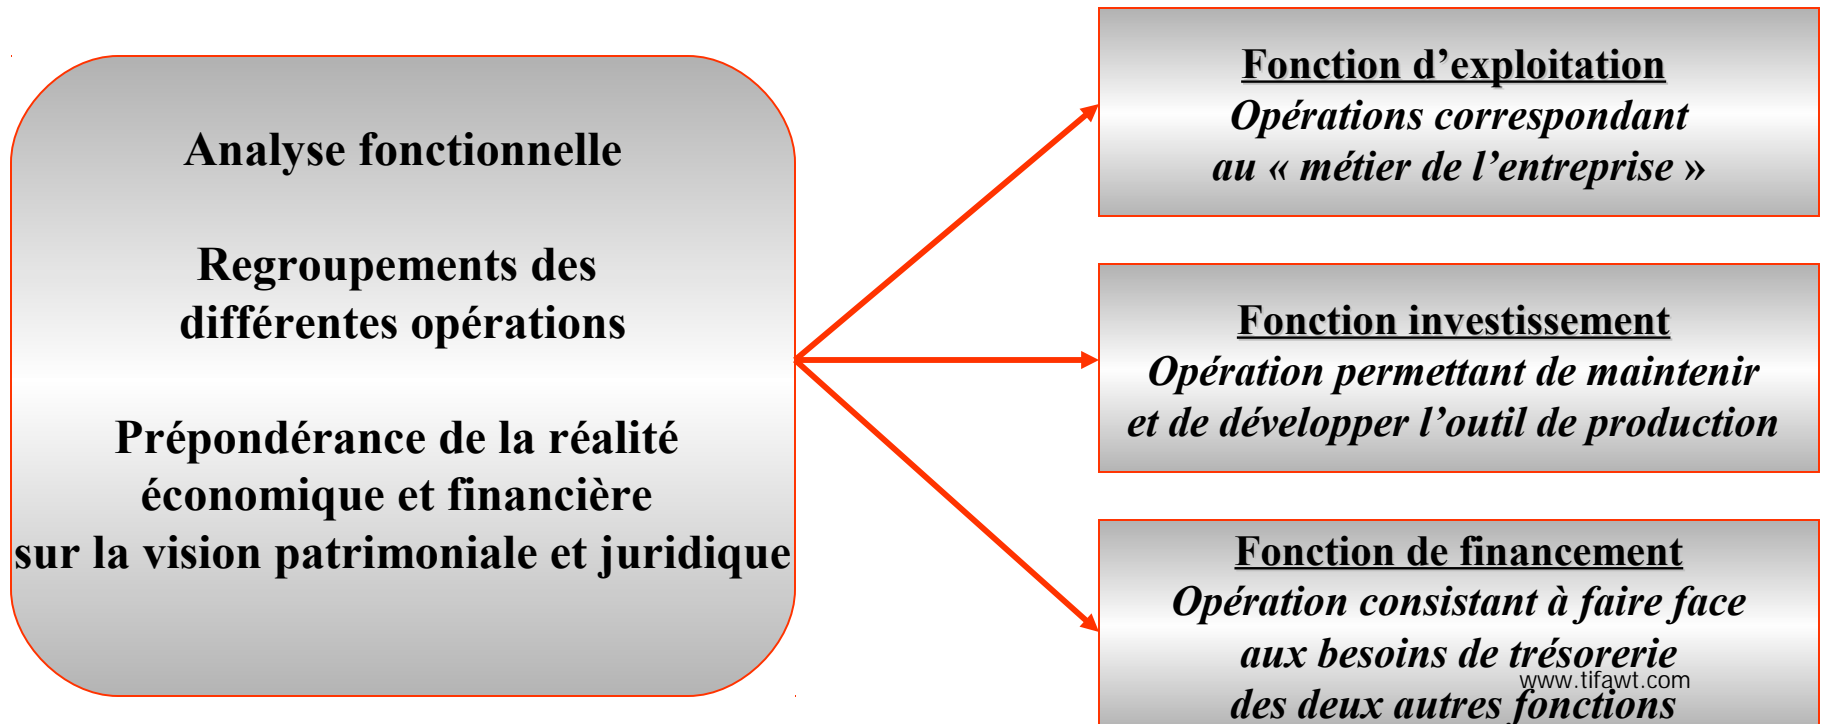 Analyse fonctionnelle
Regroupements des
différentes opérations
Prépondérance de la réalité
économique et financière
sur la vision patrimoniale et juridique
Fonction d’exploitation
Opérations correspondant
au « métier de l’entreprise »
Fonction investissement
Opération permettant de maintenir
et de développer l’outil de production
Fonction de financement
Opération consistant à faire face
aux besoins de trésorerie
des deux autres fonctions
www.tifawt.com